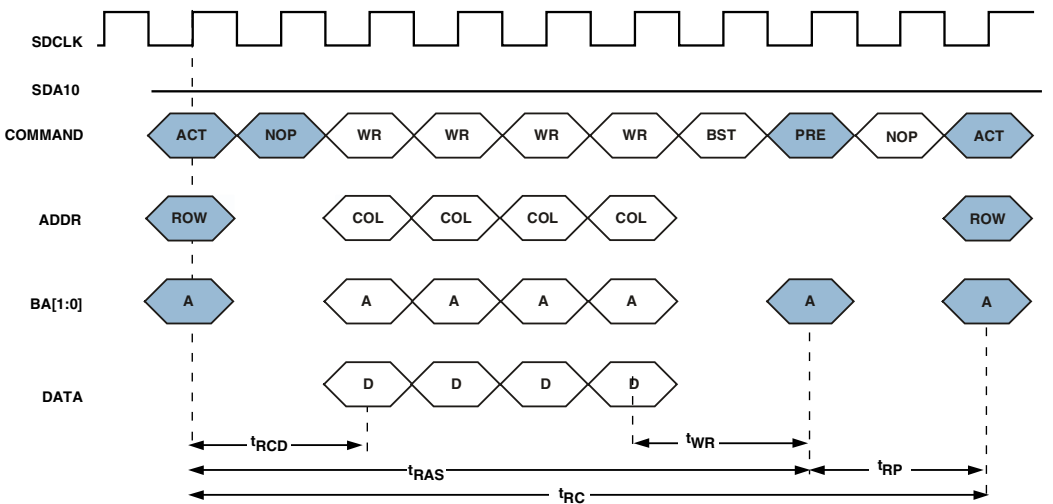 SDCLK
SDA10
COMMAND ACT NOP WR WR WR WR BST PRE NOP ACT
ADDR ROW COL COL COL COL ROW
BA[1:0] A A A A A A A
DATA D D D D
tRCD tWR
tRAS tRP
tRC